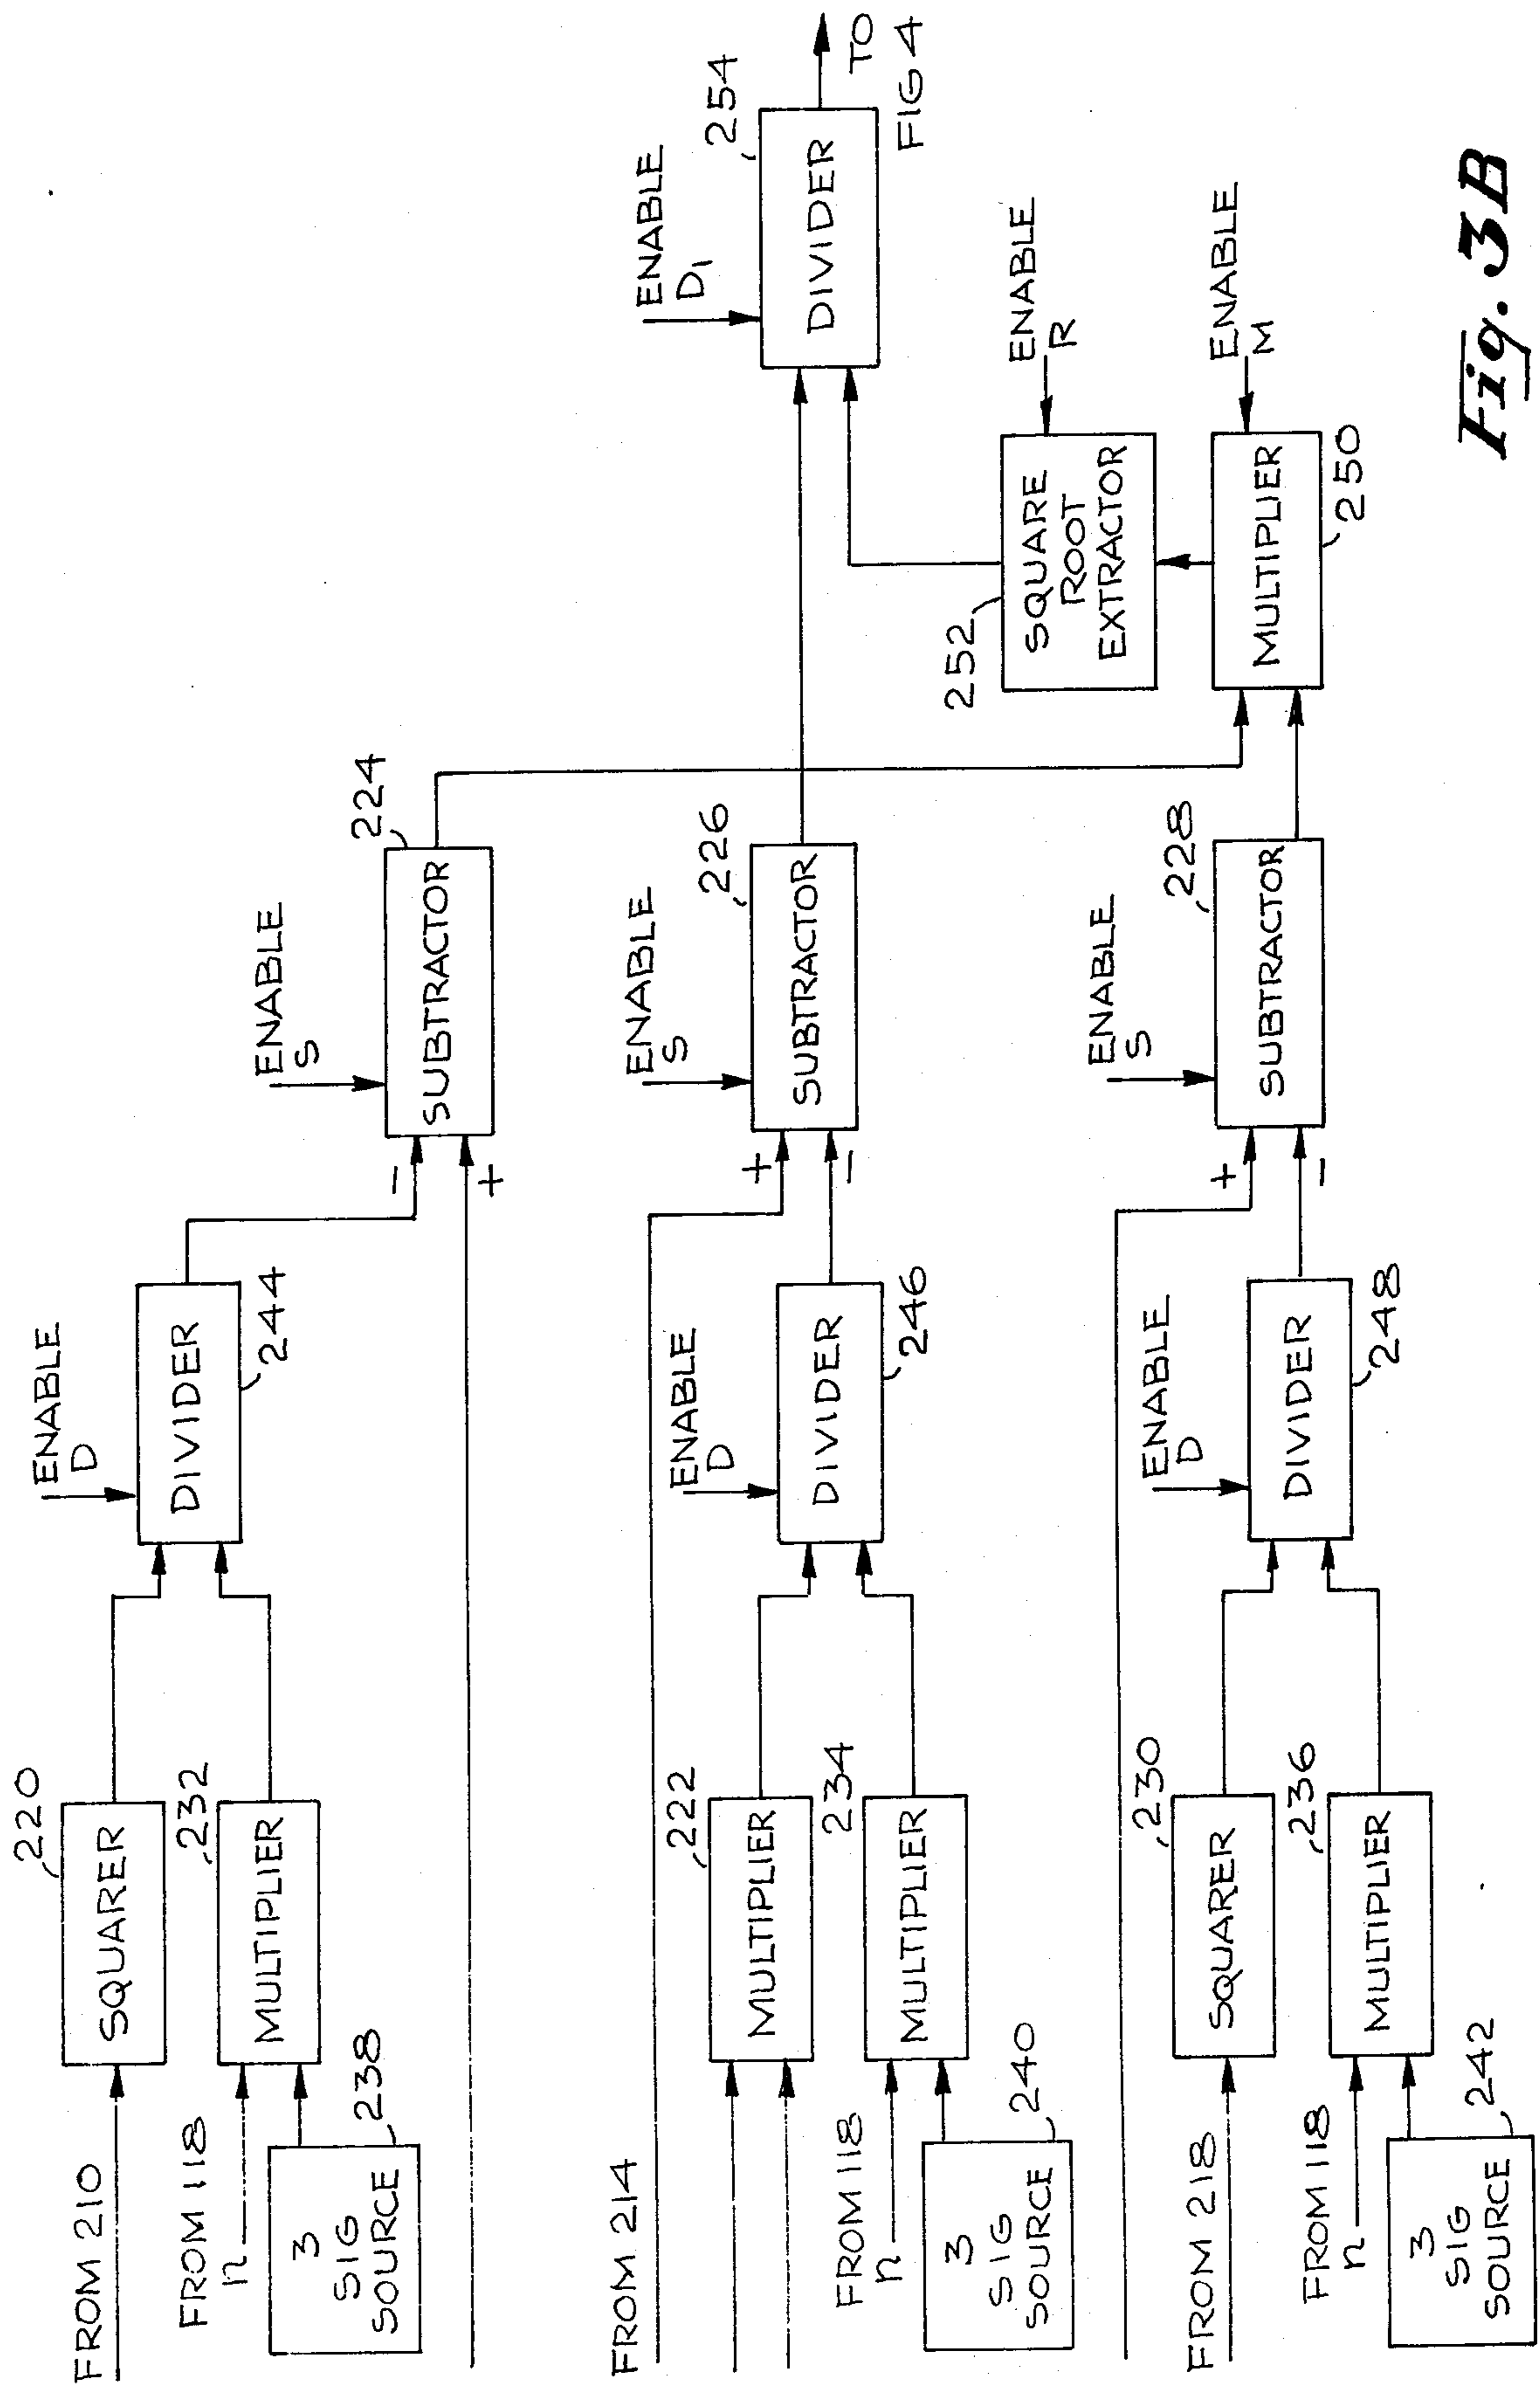 FROM 210
220
SQUARER
FROM 118
n
232
MULTIPLIER
3
SIG
SOURCE
238
ENABLE
D
DIVIDER
244
ENABLE
S
-
+
SUBTRACTOR
224
FROM 214
222
MULTIPLIER
FROM 118
n
234
MULTIPLIER
3
SIG
SOURCE
240
ENABLE
D
DIVIDER
246
ENABLE
S
+
-
SUBTRACTOR
226
ENABLE
D1
DIVIDER
254
TO
FIG 4
FROM 218
230
SQUARER
FROM 118
n
236
MULTIPLIER
3
SIG
SOURCE
242
ENABLE
D
DIVIDER
248
ENABLE
S
+
-
SUBTRACTOR
228
252
SQUARE
ROOT
EXTRACTOR
ENABLE
R
MULTIPLIER
250
ENABLE
M
Fig. 3B